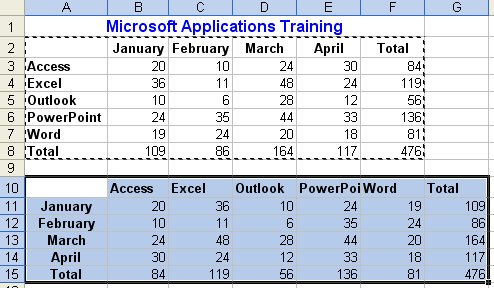 A B C D E F G
1 Microsoft Applications Training
2 January February March April Total
3 Access 20 10 24 30 84
4 Excel 36 11 48 24 119
5 Outlook 10 6 28 12 56
6 PowerPoint 24 35 44 33 136
7 Word 19 24 20 18 81
8 Total 109 86 164 117 476
9
10 Access Excel Outlook PowerPoi Word Total
11 January 20 36 10 24 19 109
12 February 10 11 6 35 24 86
13 March 24 48 28 44 20 164
14 April 30 24 12 33 18 117
15 Total 84 119 56 136 81 476